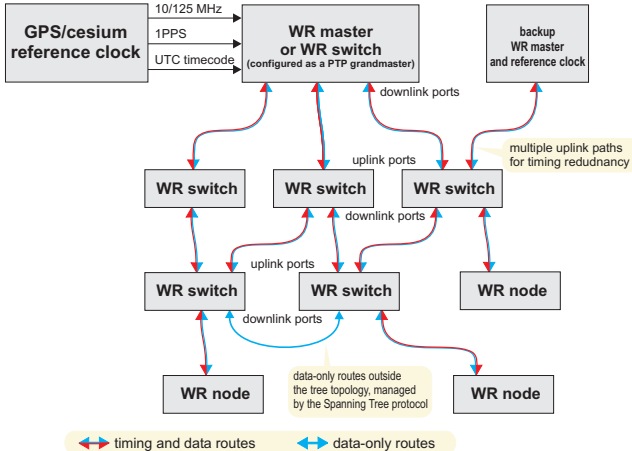 GPS/cesium
reference clock
10/125 MHz
1PPS
UTC timecode
WR master
or WR switch
(configured as a PTP grandmaster)
backup
WR master
and reference clock
downlink ports
multiple uplink paths
for timing redudnancy
uplink ports
WR switch
WR switch
WR switch
downlink ports
uplink ports
WR switch
WR switch
WR node
downlink ports
data-only routes outside
the tree topology, managed
by the Spanning Tree protocol
WR node
WR node
timing and data routes
data-only routes